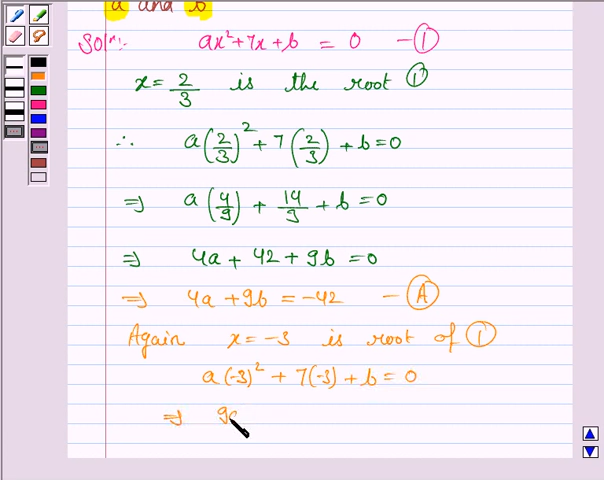 a and b
Soln: ax²+7x+b = 0 —①
x = 2/3 is the root ①
∴ a(2/3)² + 7(2/3) + b = 0
⇒ a(4/9) + 14/3 + b = 0
⇒ 4a + 42 + 9b = 0
⇒ 4a + 9b = -42 —Ⓐ
Again x = -3 is root of ①
a(-3)² + 7(-3) + b = 0
⇒ 9a